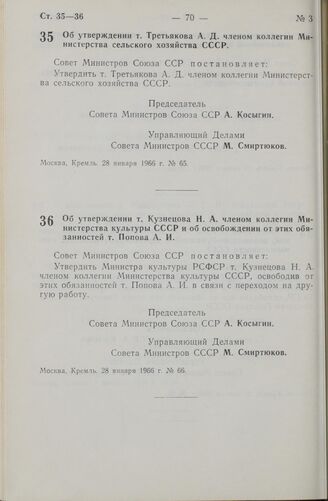 Ст. 35—36 — 70 — № 3
35 Об утверждении т. Третьякова А. Д. членом коллегии Ми-
нистерства сельского хозяйства СССР.
Совет Министров Союза ССР постановляет:
Утвердить т. Третьякова А. Д. членом коллегии Министерст-
ва сельского хозяйства СССР.
Председатель
Совета Министров Союза ССР А. Косыгин.
Управляющий Делами
Совета Министров СССР М. Смиртюков.
Москва, Кремль. 28 января 1966 г. № 65.
36 Об утверждении т. Кузнецова Н. А. членом коллегии Ми-
нистерства культуры СССР и об освобождении от этих обя-
занностей т. Попова А. И.
Совет Министров Союза ССР постановляет:
Утвердить Министра культуры РСФСР т. Кузнецова Н. А.
членом коллегии Министерства культуры СССР, освободив от
этих обязанностей т. Попова А. И. в связи с переходом на дру-
гую работу.
Председатель
Совета Министров Союза ССР А. Косыгин.
Управляющий Делами
Совета Министров СССР М. Смиртюков.
Москва, Кремль. 28 января 1966 г. № 66.